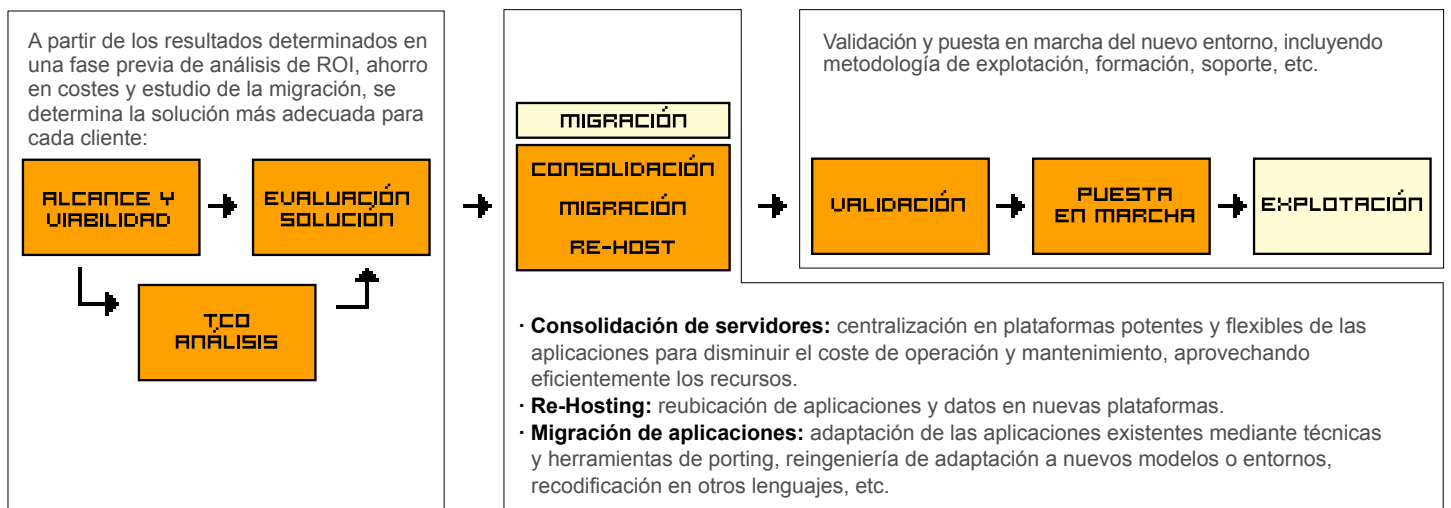 A partir de los resultados determinados en
una fase previa de análisis de ROI, ahorro
en costes y estudio de la migración, se
determina la solución más adecuada para
cada cliente:
ALCANCE Y
VIABILIDAD
EVALUACIÓN
SOLUCIÓN
TCO
ANÁLISIS
MIGRACIÓN
CONSOLIDACIÓN
MIGRACIÓN
RE-HOST
Validación y puesta en marcha del nuevo entorno, incluyendo
metodología de explotación, formación, soporte, etc.
VALIDACIÓN
PUESTA
EN MARCHA
EXPLOTACIÓN
· Consolidación de servidores: centralización en plataformas potentes y flexibles de las
aplicaciones para disminuir el coste de operación y mantenimiento, aprovechando
eficientemente los recursos.
· Re-Hosting: reubicación de aplicaciones y datos en nuevas plataformas.
· Migración de aplicaciones: adaptación de las aplicaciones existentes mediante técnicas
y herramientas de porting, reingeniería de adaptación a nuevos modelos o entornos,
recodificación en otros lenguajes, etc.